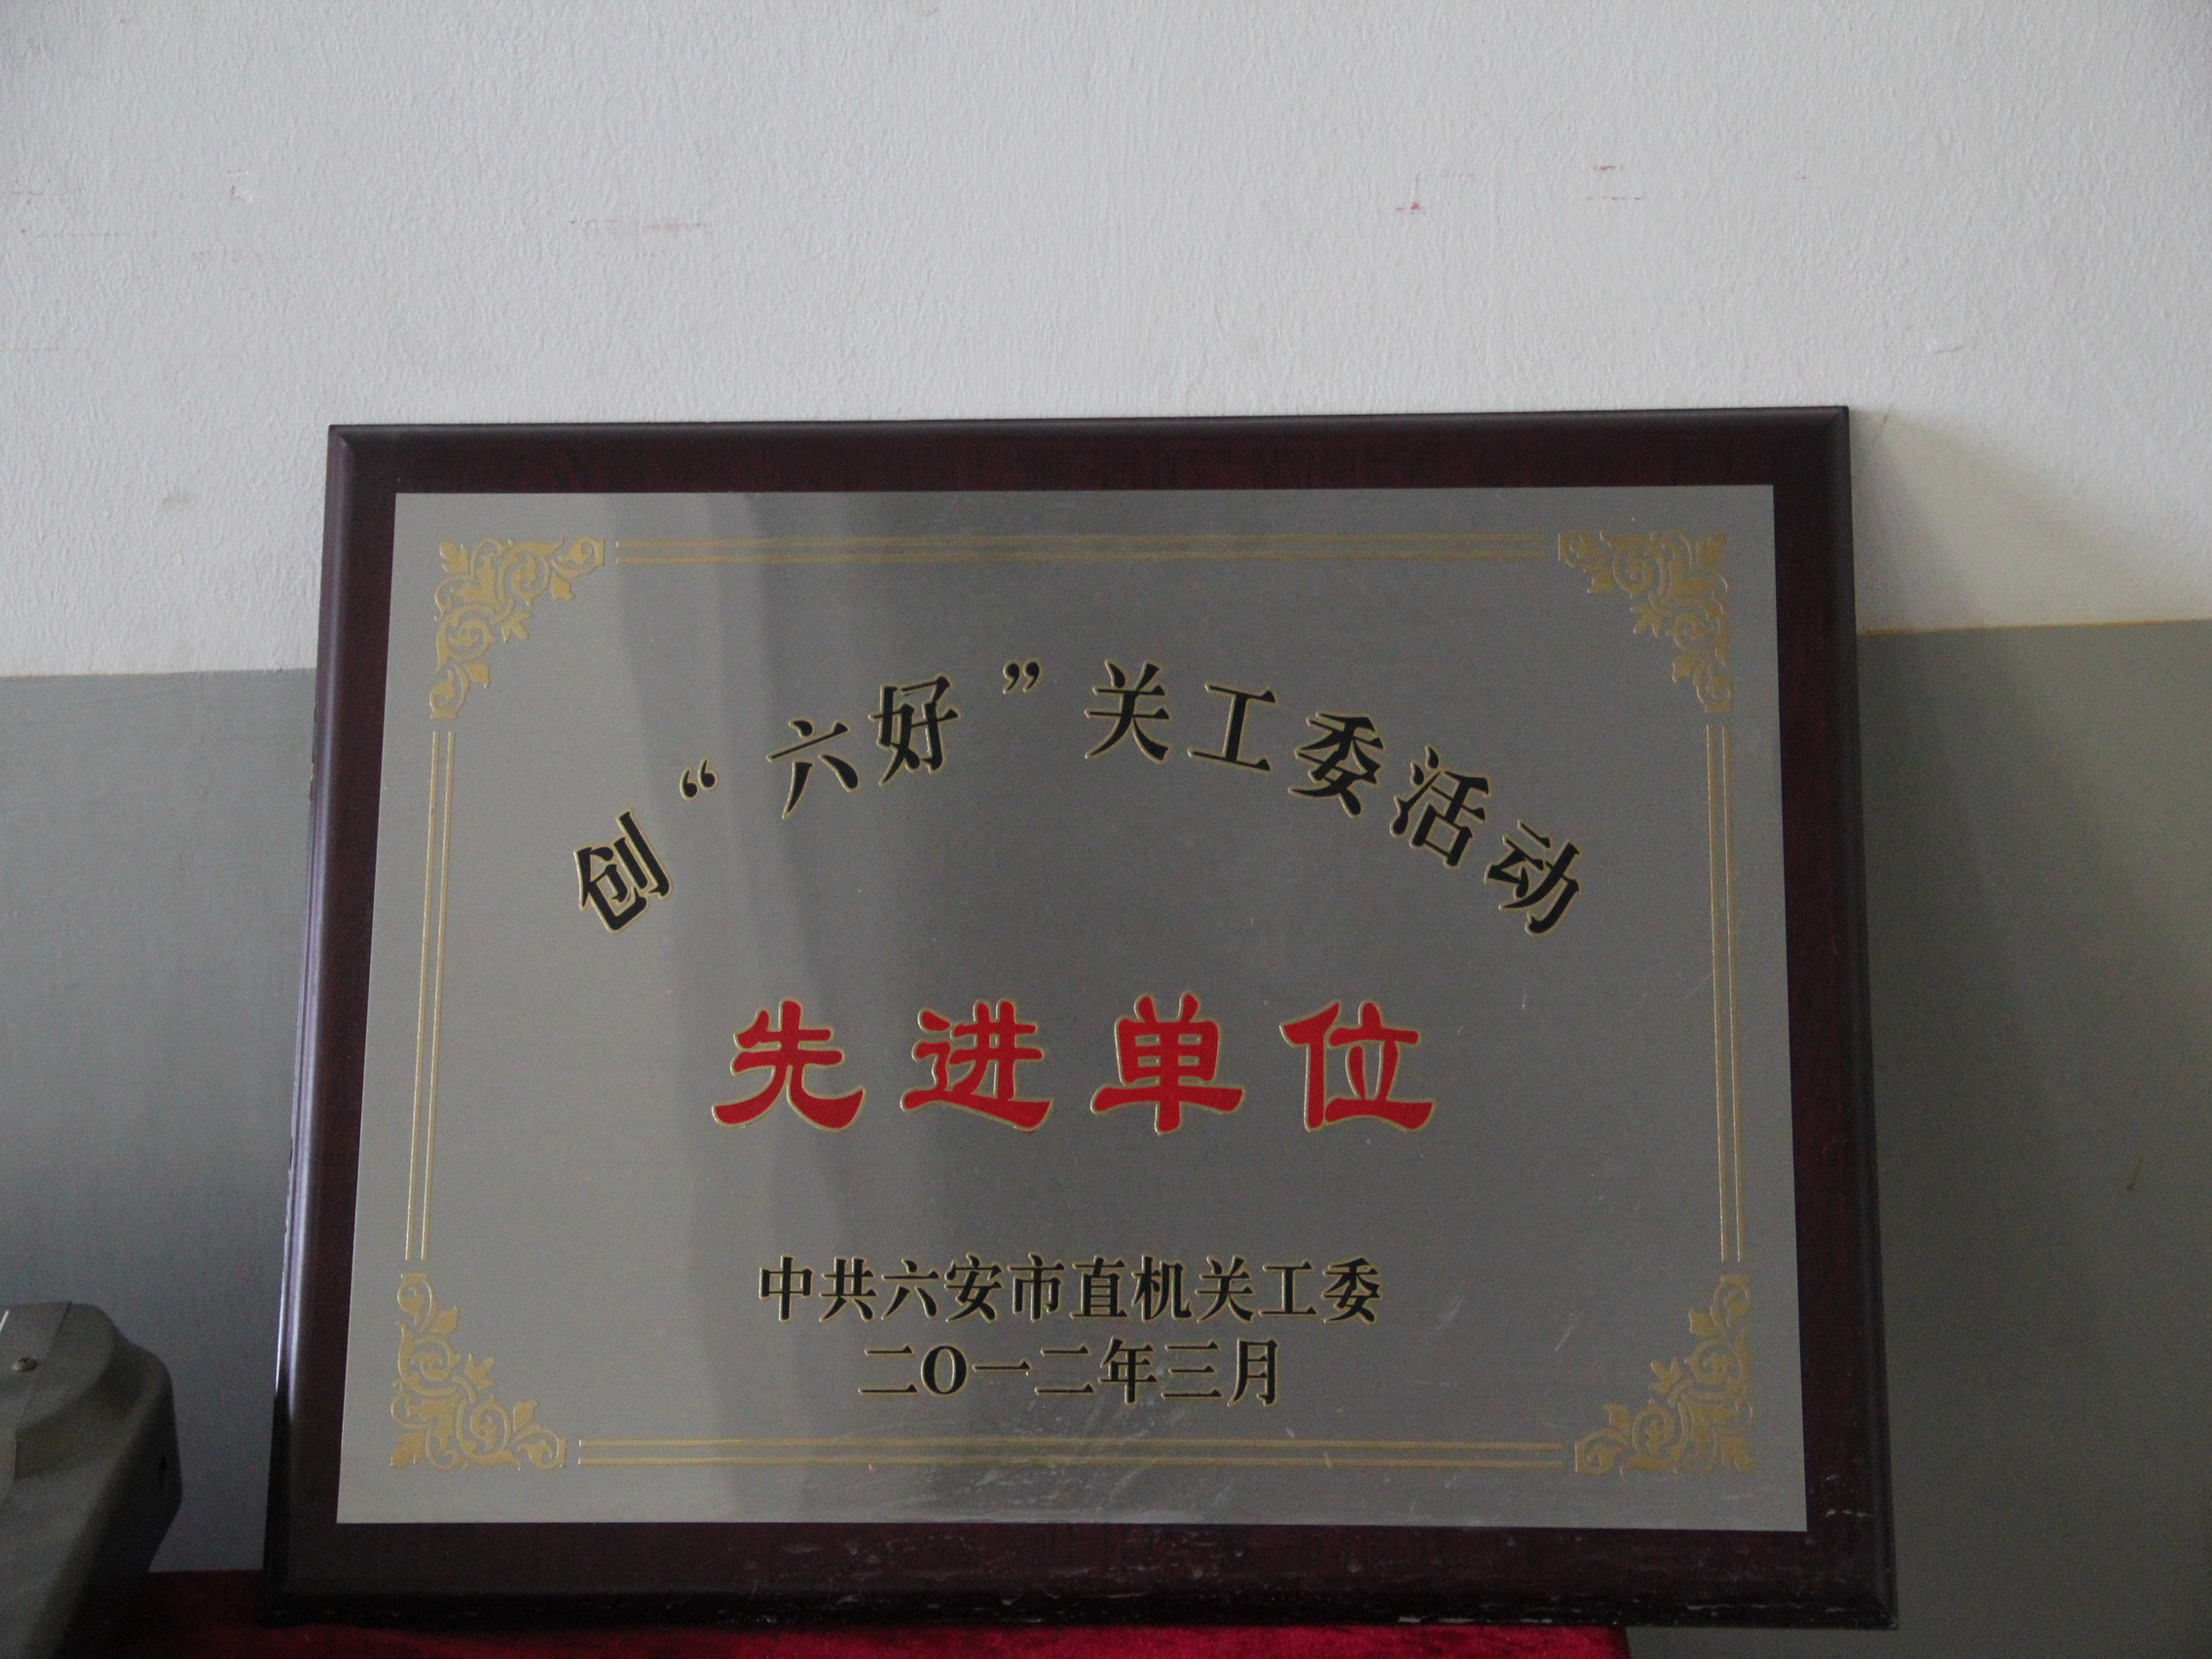 创“六好”关工委活动
先进单位
中共六安市直机关工委
二O一二年三月